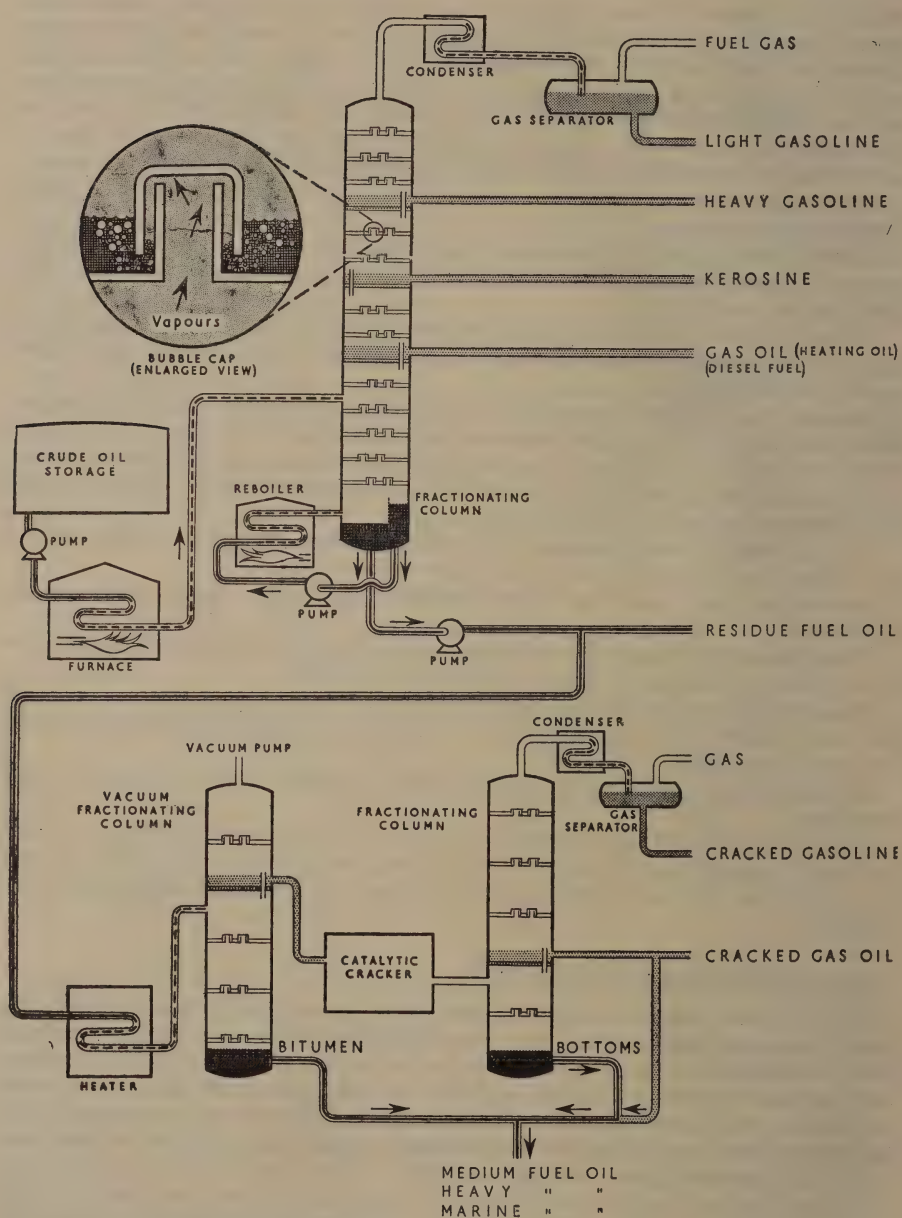 FUEL GAS
CONDENSER
GAS SEPARATOR
LIGHT GASOLINE
HEAVY GASOLINE
KEROSINE
Vapours
BUBBLE CAP
(ENLARGED VIEW)
GAS OIL (HEATING OIL)
(DIESEL FUEL)
CRUDE OIL
STORAGE
REBOILER
FRACTIONATING
COLUMN
PUMP
PUMP
FURNACE
PUMP
RESIDUE FUEL OIL
CONDENSER
VACUUM PUMP
GAS
VACUUM
FRACTIONATING
COLUMN
FRACTIONATING
COLUMN
GAS
SEPARATOR
CRACKED GASOLINE
CATALYTIC
CRACKER
CRACKED GAS OIL
BITUMEN
BOTTOMS
HEATER
MEDIUM FUEL OIL
HEAVY " "
MARINE " "